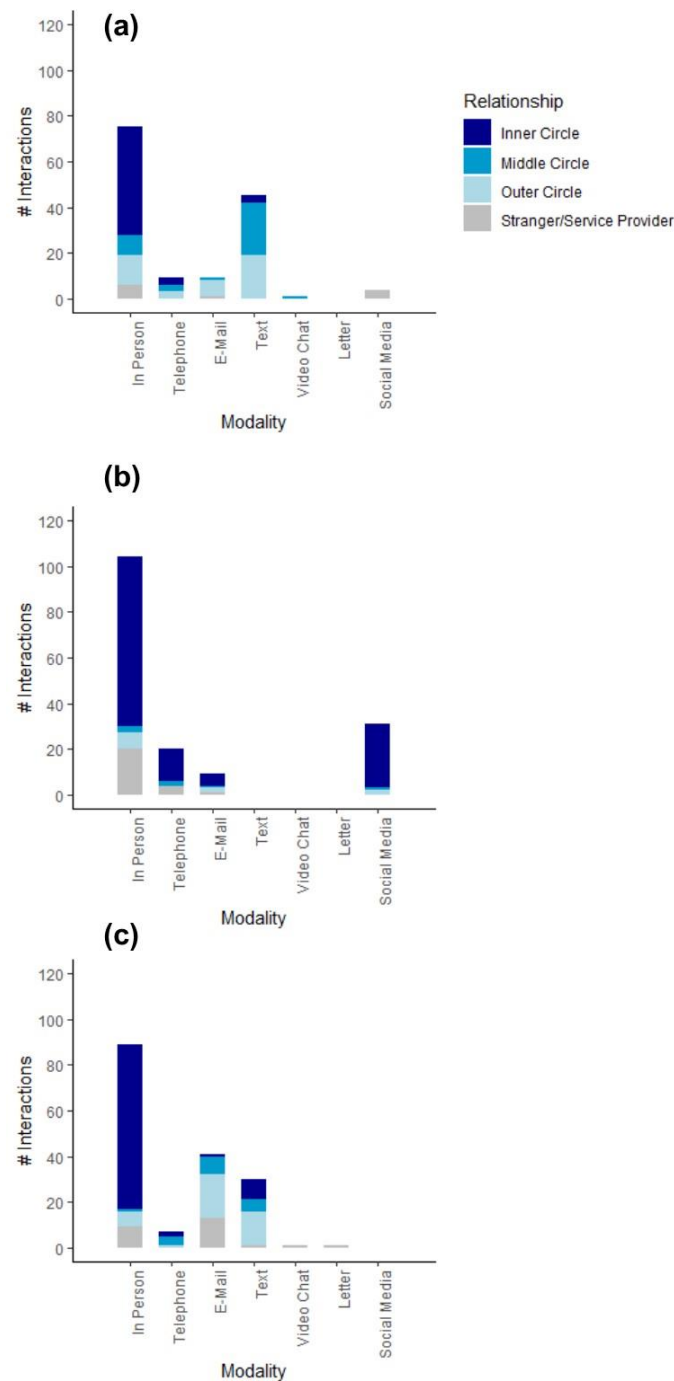 (a)
120
100
80
60
40
20
0
# Interactions
In Person
Telephone
E-Mail
Text
Video Chat
Letter
Social Media
Modality
Relationship
Inner Circle
Middle Circle
Outer Circle
Stranger/Service Provider
(b)
120
100
80
60
40
20
0
# Interactions
In Person
Telephone
E-Mail
Text
Video Chat
Letter
Social Media
Modality
(c)
120
100
80
60
40
20
0
# Interactions
In Person
Telephone
E-Mail
Text
Video Chat
Letter
Social Media
Modality